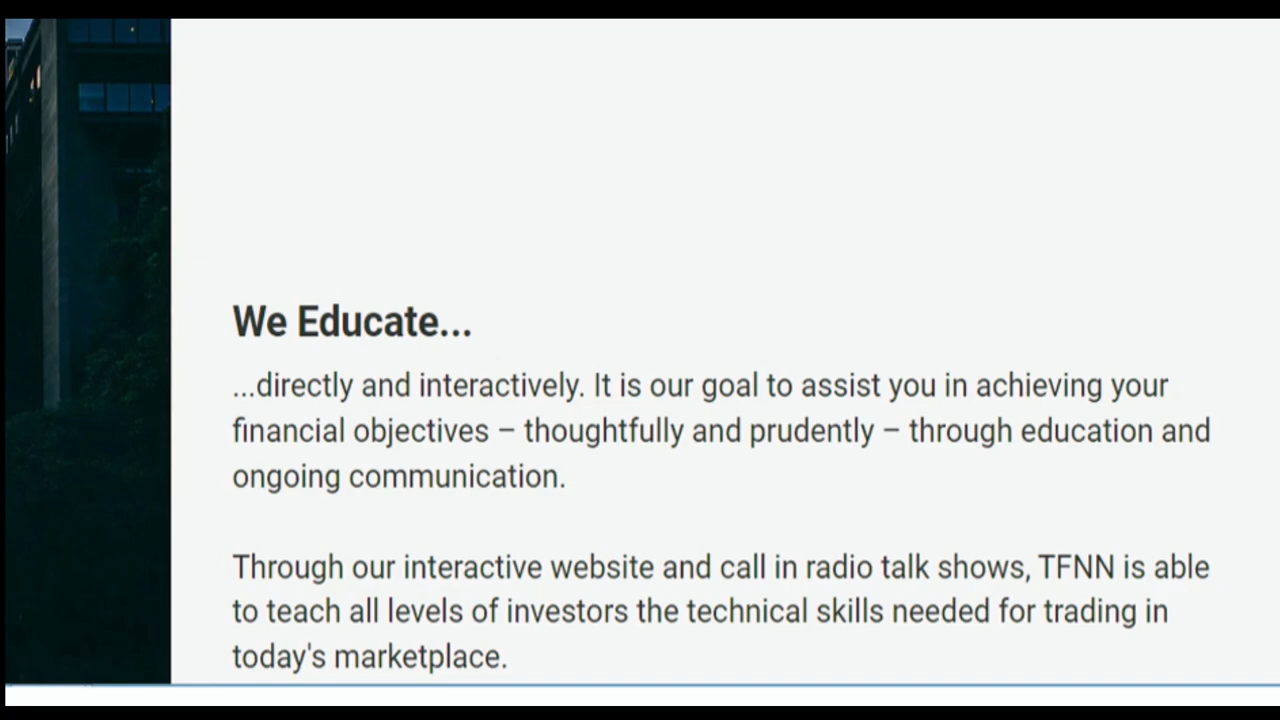 We Educate...
...directly and interactively. It is our goal to assist you in achieving your
financial objectives – thoughtfully and prudently – through education and
ongoing communication.
Through our interactive website and call in radio talk shows, TFNN is able
to teach all levels of investors the technical skills needed for trading in
today's marketplace.